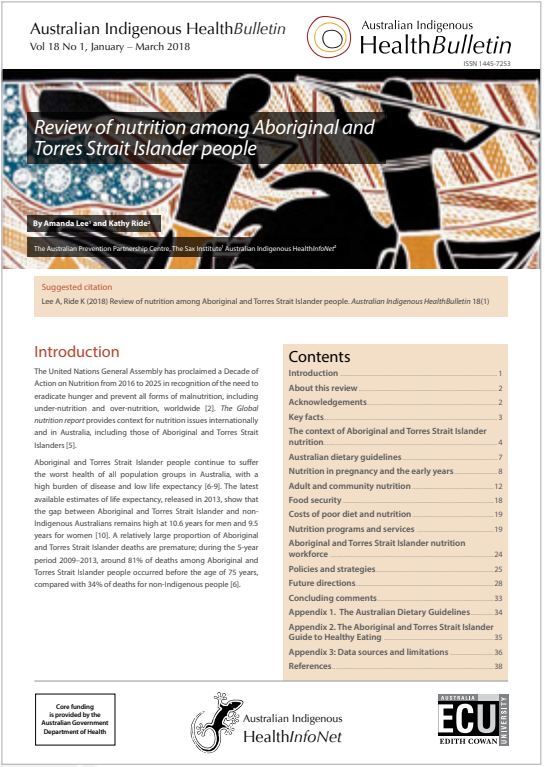 Australian Indigenous HealthBulletin
Vol 18 No 1, January – March 2018
Australian Indigenous
HealthBulletin
ISSN 1445-7253
Review of nutrition among Aboriginal and
Torres Strait Islander people
By Amanda Lee¹ and Kathy Ride²
The Australian Prevention Partnership Centre, The Sax Institute¹ Australian Indigenous HealthInfoNet²
Suggested citation
Lee A, Ride K (2018) Review of nutrition among Aboriginal and Torres Strait Islander people. Australian Indigenous HealthBulletin 18(1)
Introduction
The United Nations General Assembly has proclaimed a Decade of
Action on Nutrition from 2016 to 2025 in recognition of the need to
eradicate hunger and prevent all forms of malnutrition, including
under-nutrition and over-nutrition, worldwide [2]. The Global
nutrition report provides context for nutrition issues internationally
and in Australia, including those of Aboriginal and Torres Strait
Islanders [5].
Aboriginal and Torres Strait Islander people continue to suffer
the worst health of all population groups in Australia, with a
high burden of disease and low life expectancy [6-9]. The latest
available estimates of life expectancy, released in 2013, show that
the gap between Aboriginal and Torres Strait Islander and non-
Indigenous Australians remains high at 10.6 years for men and 9.5
years for women [10]. A relatively large proportion of Aboriginal
and Torres Strait Islander deaths are premature; during the 5-year
period 2009–2013, around 81% of deaths among Aboriginal and
Torres Strait Islander people occurred before the age of 75 years,
compared with 34% of deaths for non-Indigenous people [6].
Contents
Introduction 1
About this review 2
Acknowledgements 2
Key facts 3
The context of Aboriginal and Torres Strait Islander
nutrition 4
Australian dietary guidelines 7
Nutrition in pregnancy and the early years 8
Adult and community nutrition 12
Food security 18
Costs of poor diet and nutrition 19
Nutrition programs and services 19
Aboriginal and Torres Strait Islander nutrition
workforce 24
Policies and strategies 25
Future directions 28
Concluding comments 33
Appendix 1. The Australian Dietary Guidelines 34
Appendix 2. The Aboriginal and Torres Strait Islander
Guide to Healthy Eating 35
Appendix 3: Data sources and limitations 36
References 38
Core funding
is provided by the
Australian Government
Department of Health
Australian Indigenous
HealthInfoNet
AUSTRALIA
ECU
UNIVERSITY
EDITH COWAN